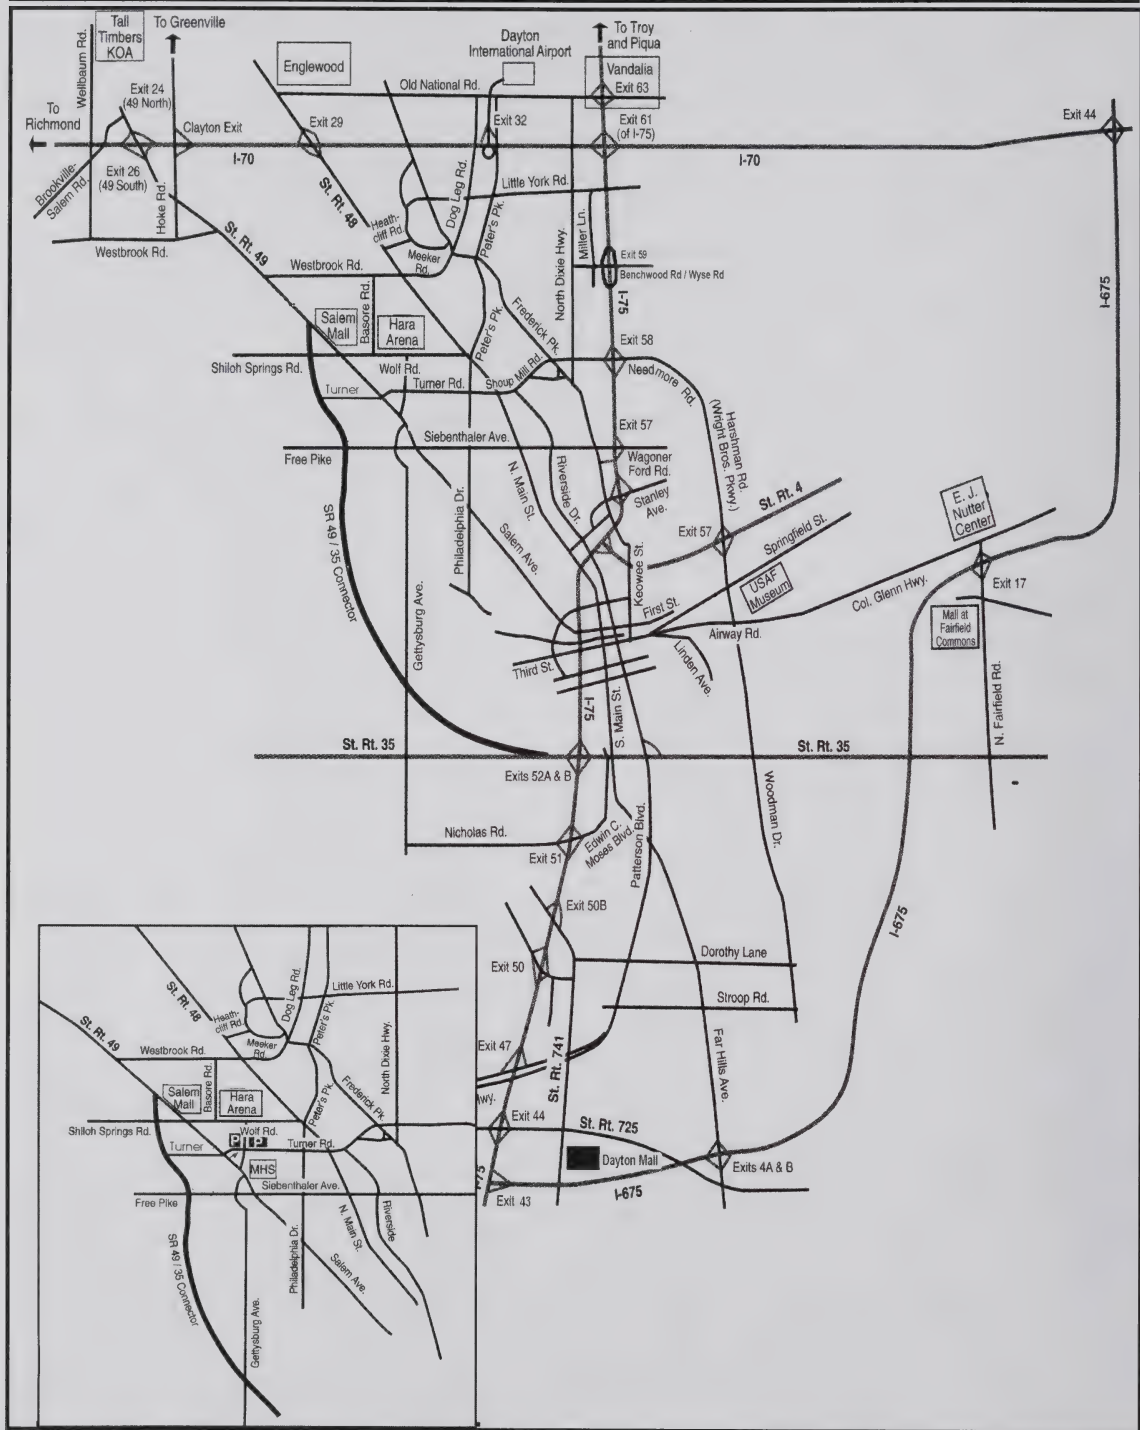 Tall
Timbers
KOA
To Greenville
Wellbaum Rd.
Englewood
Dayton
International Airport
To Troy
and Piqua
Vandalia
Exit 63
Old National Rd.
Exit 24
(49 North)
To
Richmond
Clayton Exit
Exit 29
Exit 32
Exit 61
(of I-75)
Exit 44
I-70
I-70
Exit 26
(49 South)
Brookville-
Salem Rd.
Hoke Rd.
St. Rt. 48
Dog Leg Rd.
Little York Rd.
Heath-
cliff Rd.
Peter's Pk.
Miller Ln.
North Dixie Hwy.
Westbrook Rd.
St. Rt. 49
Meeker
Rd.
Westbrook Rd.
Exit 59
Benchwood Rd / Wyse Rd
I-75
I-675
Basore Rd.
Salem
Mall
Hara
Arena
Peter's Pk.
Frederick Pk.
Exit 58
Shiloh Springs Rd.
Wolf Rd.
Turner
Turner Rd.
Shoup Mill Rd.
Needmore Rd.
Harshman Rd.
(Wright Bros. Pkwy.)
Exit 57
Siebenthaler Ave.
Free Pike
Wagoner
Ford Rd.
Stanley
Ave.
N. Main St.
Riverside Dr.
St. Rt. 4
E. J.
Nutter
Center
SR 49 / 35 Connector
Philadelphia Dr.
Salem Ave.
Exit 57
Springfield St.
Keowee St.
USAF
Museum
Exit 17
Col. Glenn Hwy.
Gettysburg Ave.
First St.
Airway Rd.
Mall at
Fairfield
Commons
Third St.
Linden Ave.
N. Fairfield Rd.
I-75
S. Main St.
St. Rt. 35
St. Rt. 35
Exits 52A & B
Woodman Dr.
Nicholas Rd.
Edwin C.
Moses Blvd.
Patterson Blvd.
Exit 51
Exit 50B
I-675
Exit 50
Dorothy Lane
Stroop Rd.
Exit 47
St. Rt. 741
Far Hills Ave.
Hwy.
Exit 44
St. Rt. 725
Dayton Mall
Exits 4A & B
I-75
Exit 43
I-675
St. Rt. 48
Dog Leg Rd.
Little York Rd.
Heath-
cliff Rd.
Peter's Pk.
St. Rt. 49
Westbrook Rd.
Meeker
Rd.
North Dixie Hwy.
Basore Rd.
Salem
Mall
Hara
Arena
Peter's Pk.
Frederick Pk.
Shiloh Springs Rd.
Wolf Rd.
P
P
Turner
Turner Rd.
MHS
Siebenthaler Ave.
Free Pike
N. Main St.
Riverside
Philadelphia Dr.
SR 49 / 35 Connector
Salem Ave.
Gettysburg Ave.